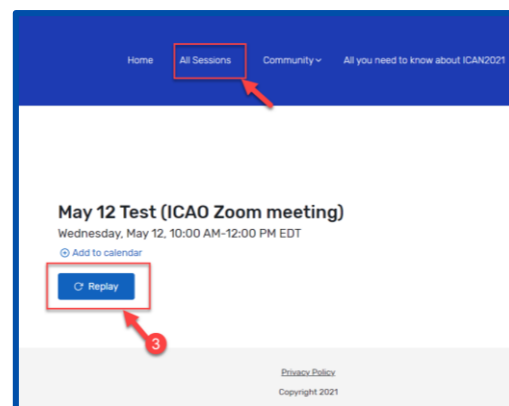 Home All Sessions Community All you need to know about ICAN2021
May 12 Test (ICAO Zoom meeting)
Wednesday, May 12, 10:00 AM-12:00 PM EDT
Add to calendar
Replay
3
Privacy Policy
Copyright 2021